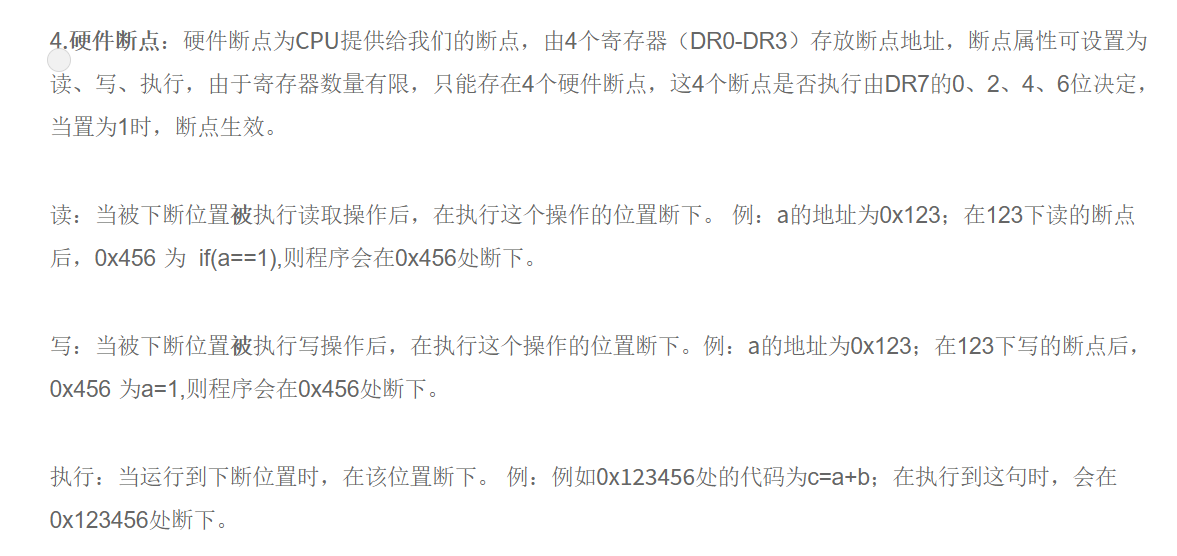 4.硬件断点：硬件断点为CPU提供给我们的断点，由4个寄存器（DR0-DR3）存放断点地址，断点属性可设置为
读、写、执行，由于寄存器数量有限，只能存在4个硬件断点，这4个断点是否执行由DR7的0、2、4、6位决定，
当置为1时，断点生效。
读：当被下断位置被执行读取操作后，在执行这个操作的位置断下。 例：a的地址为0x123；在123下读的断点
后，0x456 为  if(a==1),则程序会在0x456处断下。
写：当被下断位置被执行写操作后，在执行这个操作的位置断下。例：a的地址为0x123；在123下写的断点后，
0x456 为a=1,则程序会在0x456处断下。
执行：当运行到下断位置时，在该位置断下。 例：例如0x123456处的代码为c=a+b；在执行到这句时，会在
0x123456处断下。